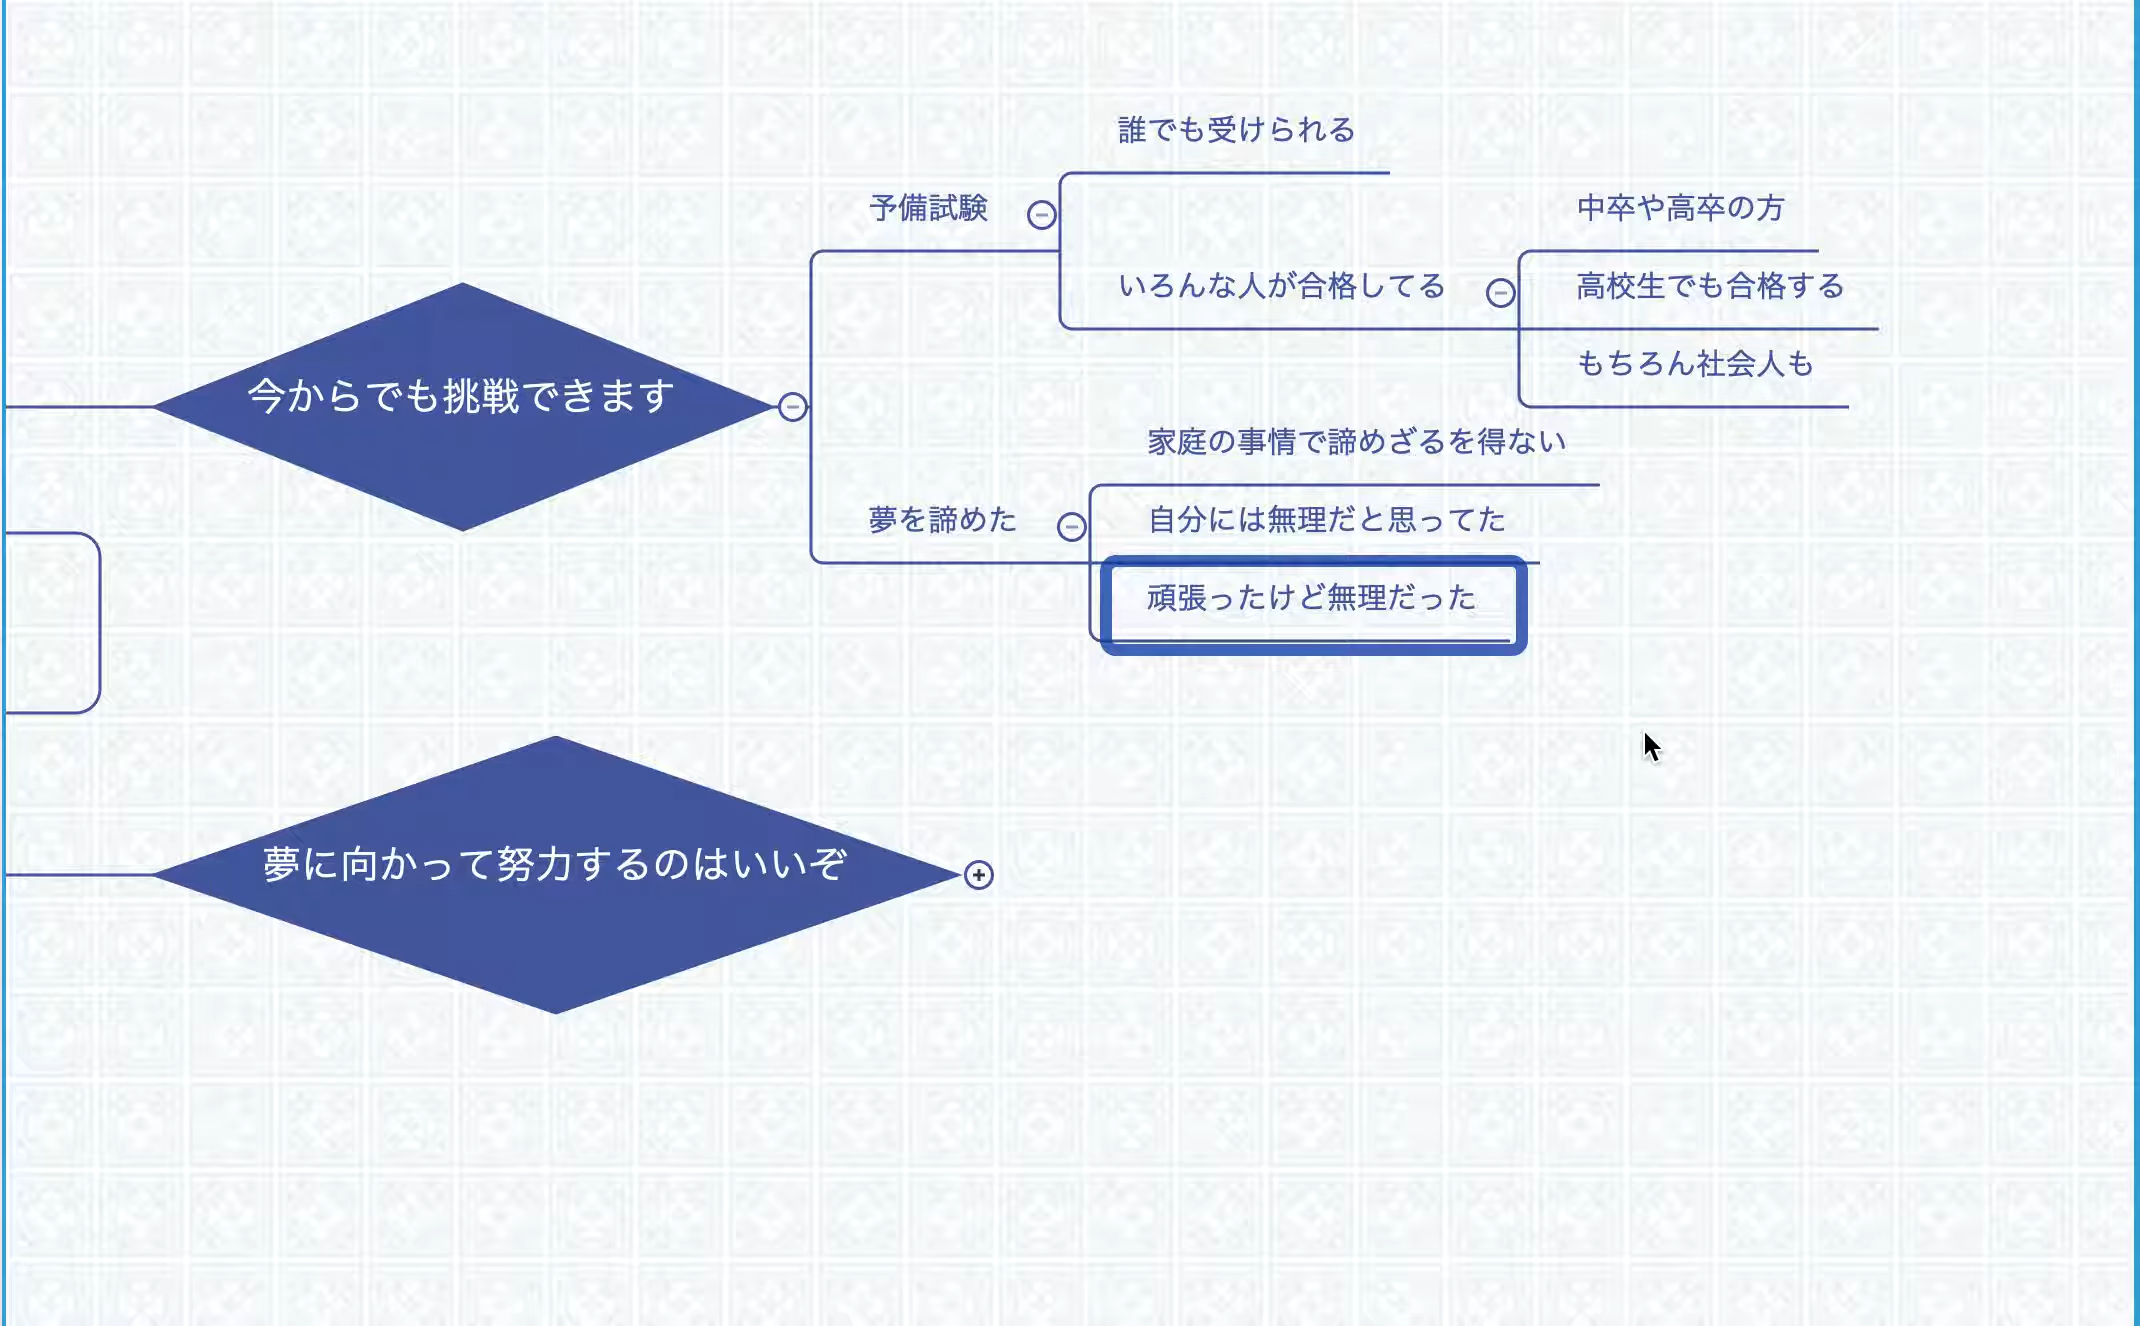 今からでも挑戦できます
予備試験
誰でも受けられる
いろんな人が合格してる
中卒や高卒の方
高校生でも合格する
もちろん社会人も
夢を諦めた
家庭の事情で諦めざるを得ない
自分には無理だと思ってた
頑張ったけど無理だった
夢に向かって努力するのはいいぞ